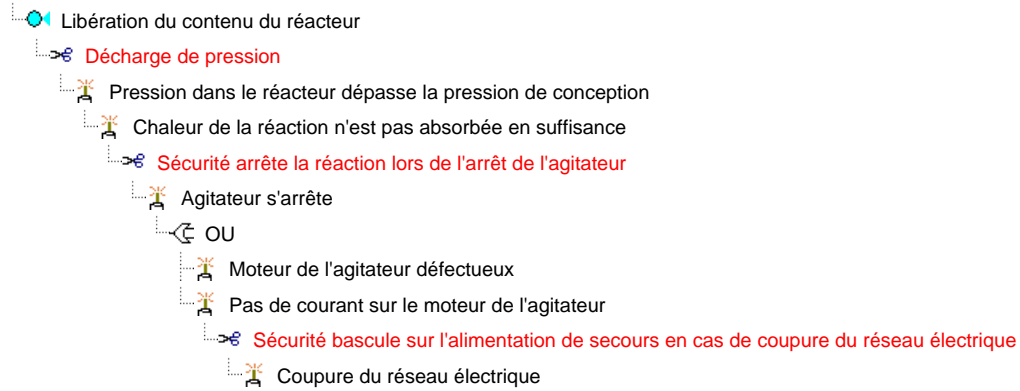 Libération du contenu du réacteur
Décharge de pression
Pression dans le réacteur dépasse la pression de conception
Chaleur de la réaction n'est pas absorbée en suffisance
Sécurité arrête la réaction lors de l'arrêt de l'agitateur
Agitateur s'arrête
OU
Moteur de l'agitateur défectueux
Pas de courant sur le moteur de l'agitateur
Sécurité bascule sur l'alimentation de secours en cas de coupure du réseau électrique
Coupure du réseau électrique